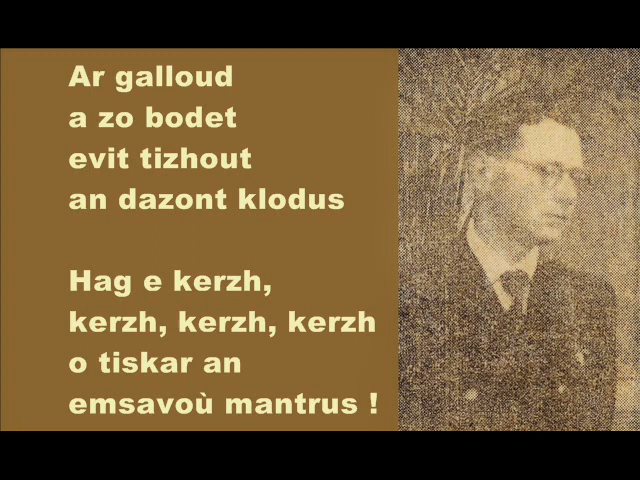 Ar galloud
a zo bodet
evit tizhout
an dazont klodus
Hag e kerzh,
kerzh, kerzh, kerzh
o tiskar an
emsavoù mantrus !